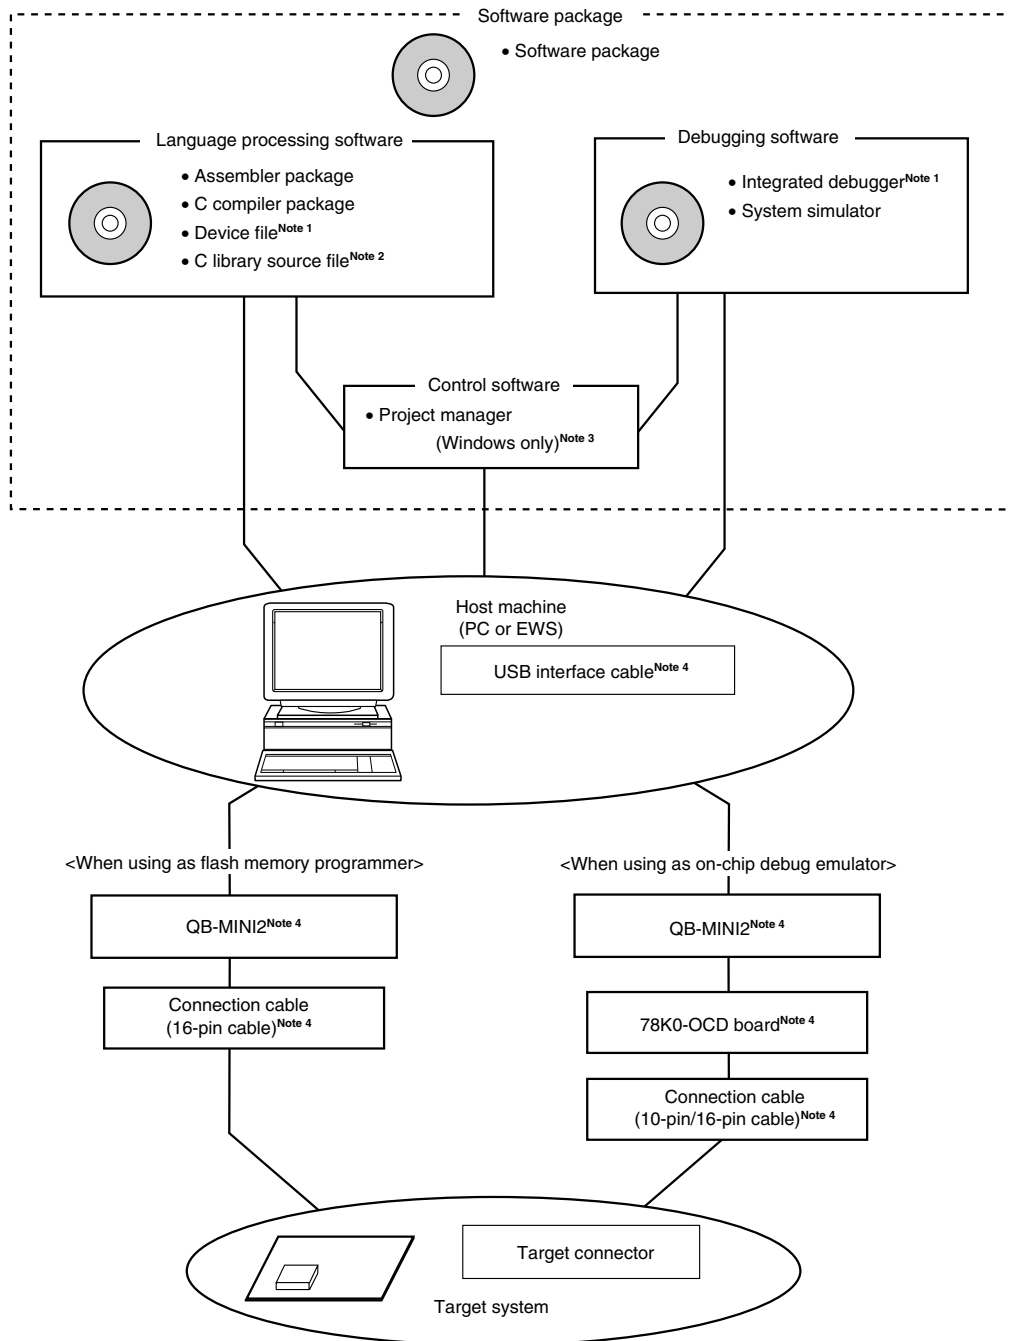 Software package
• Software package
Language processing software
• Assembler package
• C compiler package
• Device fileNote 1
• C library source fileNote 2
Debugging software
• Integrated debuggerNote 1
• System simulator
Control software
• Project manager
(Windows only)Note 3
Host machine
(PC or EWS)
USB interface cableNote 4
<When using as flash memory programmer>
QB-MINI2Note 4
Connection cable
(16-pin cable)Note 4
<When using as on-chip debug emulator>
QB-MINI2Note 4
78K0-OCD boardNote 4
Connection cable
(10-pin/16-pin cable)Note 4
Target connector
Target system